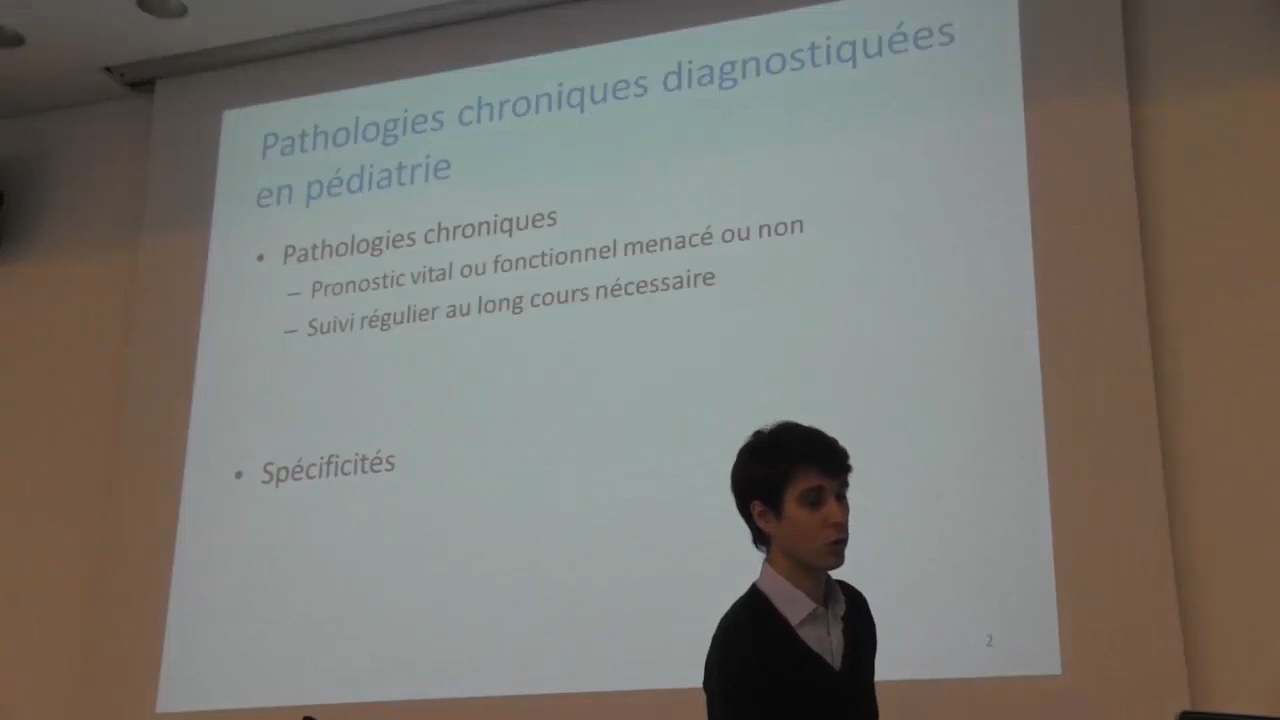 Pathologies chroniques diagnostiquées
en pédiatrie
• Pathologies chroniques
– Pronostic vital ou fonctionnel menacé ou non
– Suivi régulier au long cours nécessaire
• Spécificités
2